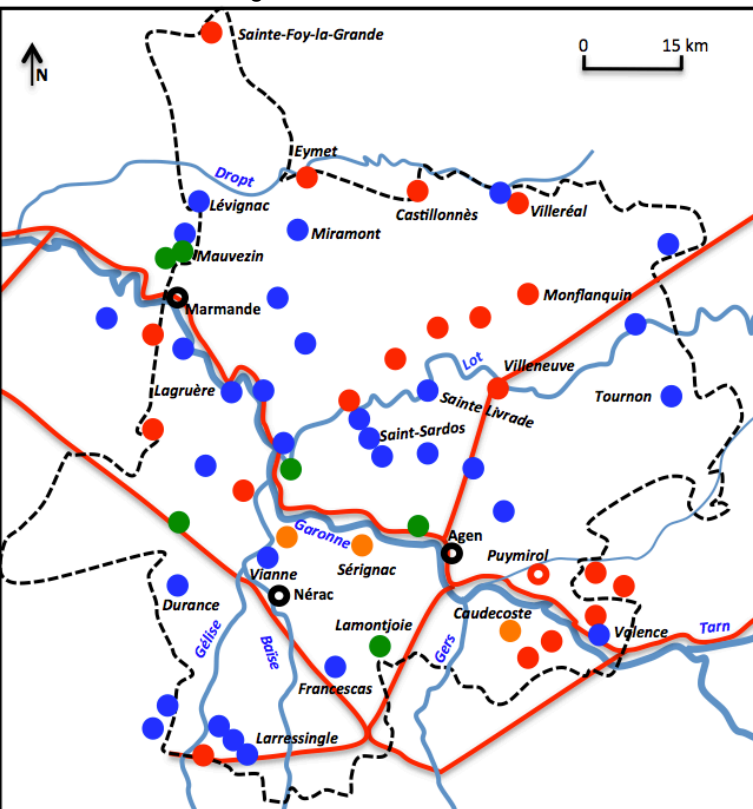 Sainte-Foy-la-Grande
0 15 km
N
Eymet
Dropt
Castillonnès
Villeréal
Lévignac
Miramont
Mauvezin
Monflanquin
Marmande
Lot
Villeneuve
Lagruère
Sainte Livrade
Tournon
Saint-Sardos
Garonne
Agen
Sérignac
Puymirol
Vianne
Nérac
Durance
Caudecoste
Lamontjoie
Valence
Tarn
Gélise
Baïse
Gers
Francescas
Larressingle